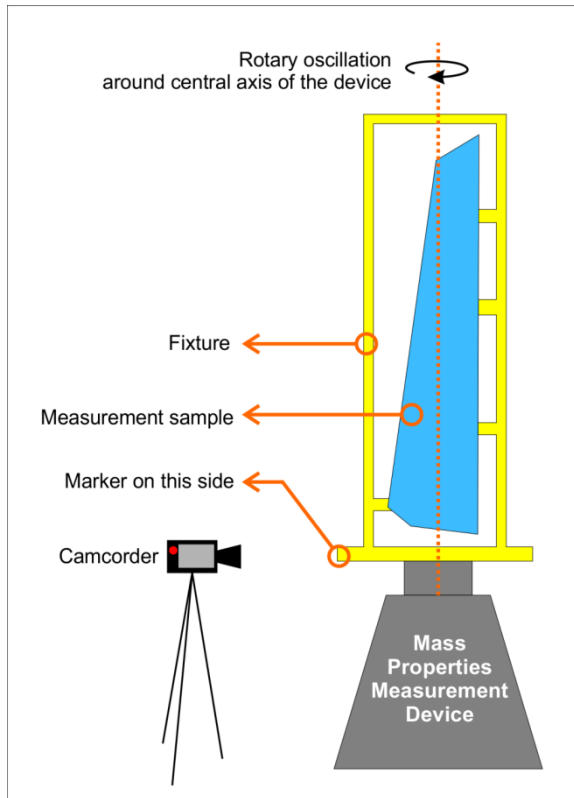 Rotary oscillation
around central axis of the device
Fixture
Measurement sample
Marker on this side
Camcorder
Mass
Properties
Measurement
Device